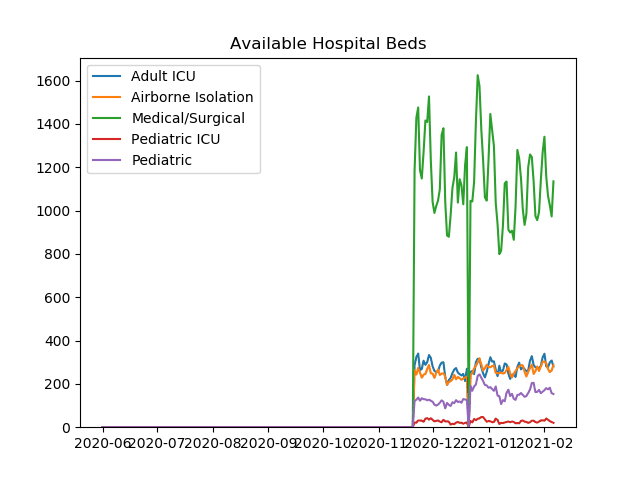 Available Hospital Beds
Adult ICU
Airborne Isolation
Medical/Surgical
Pediatric ICU
Pediatric
1600
1400
1200
1000
800
600
400
200
0
2020-06 2020-07 2020-08 2020-09 2020-10 2020-11 2020-12 2021-01 2021-02